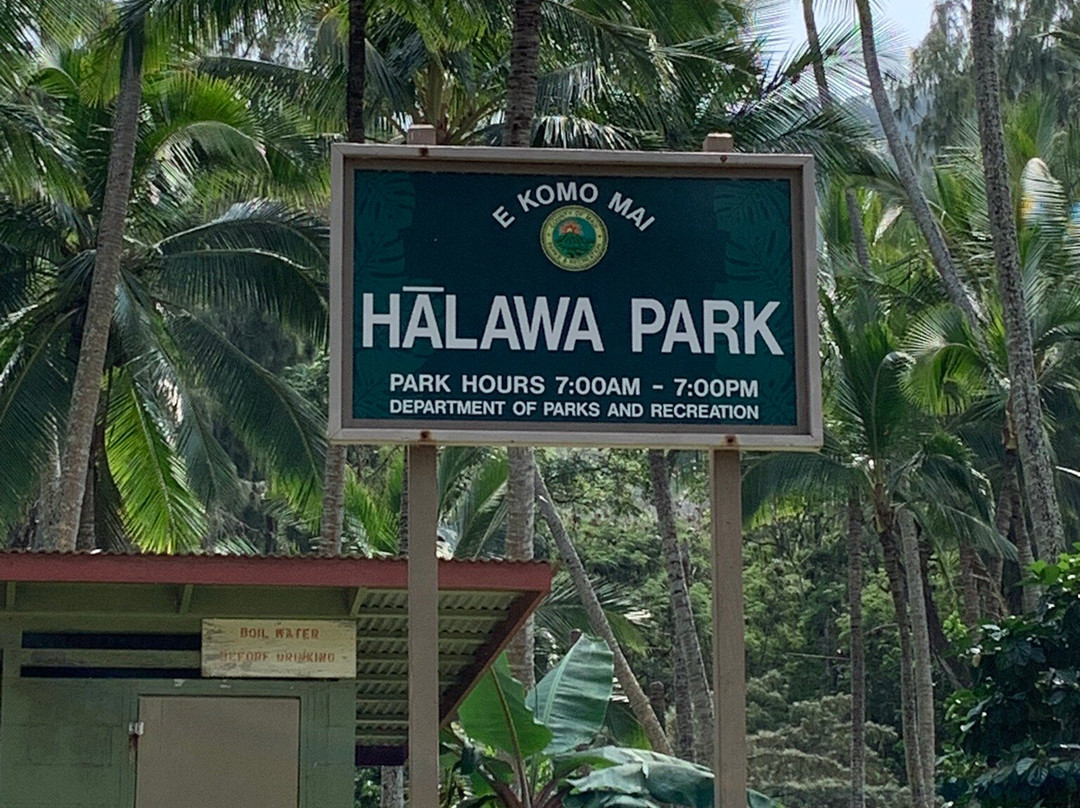 E KOMO MAI
HĀLAWA PARK
PARK HOURS 7:00AM - 7:00PM
DEPARTMENT OF PARKS AND RECREATION
BOIL WATER
BEFORE DRINKING